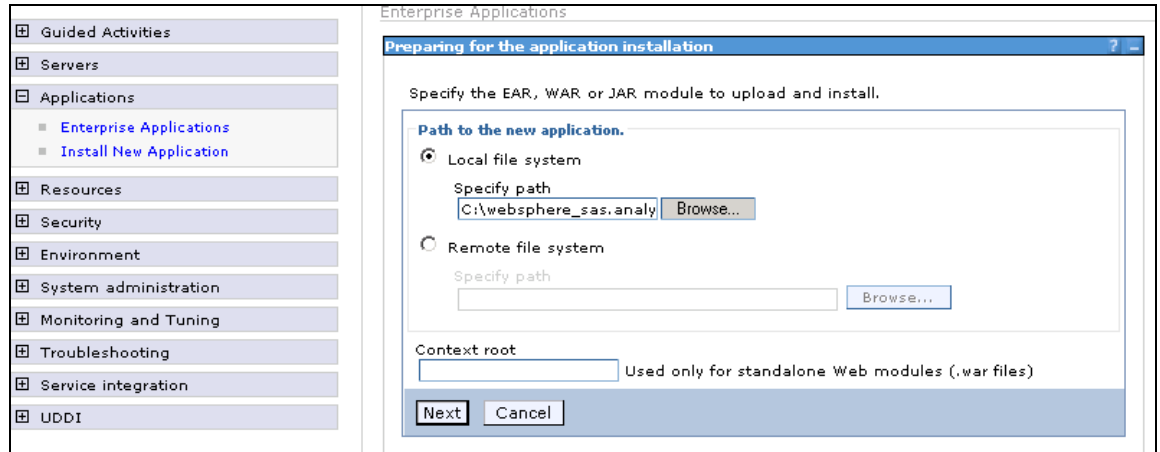 Enterprise Applications
Guided Activities
Servers
Applications
Enterprise Applications
Install New Application
Resources
Security
Environment
System administration
Monitoring and Tuning
Troubleshooting
Service integration
UDDI
Preparing for the application installation ? –
Specify the EAR, WAR or JAR module to upload and install.
Path to the new application.
Local file system
Specify path
C:\websphere_sas.analy Browse...
Remote file system
Specify path
Browse...
Context root
Used only for standalone Web modules (.war files)
Next Cancel